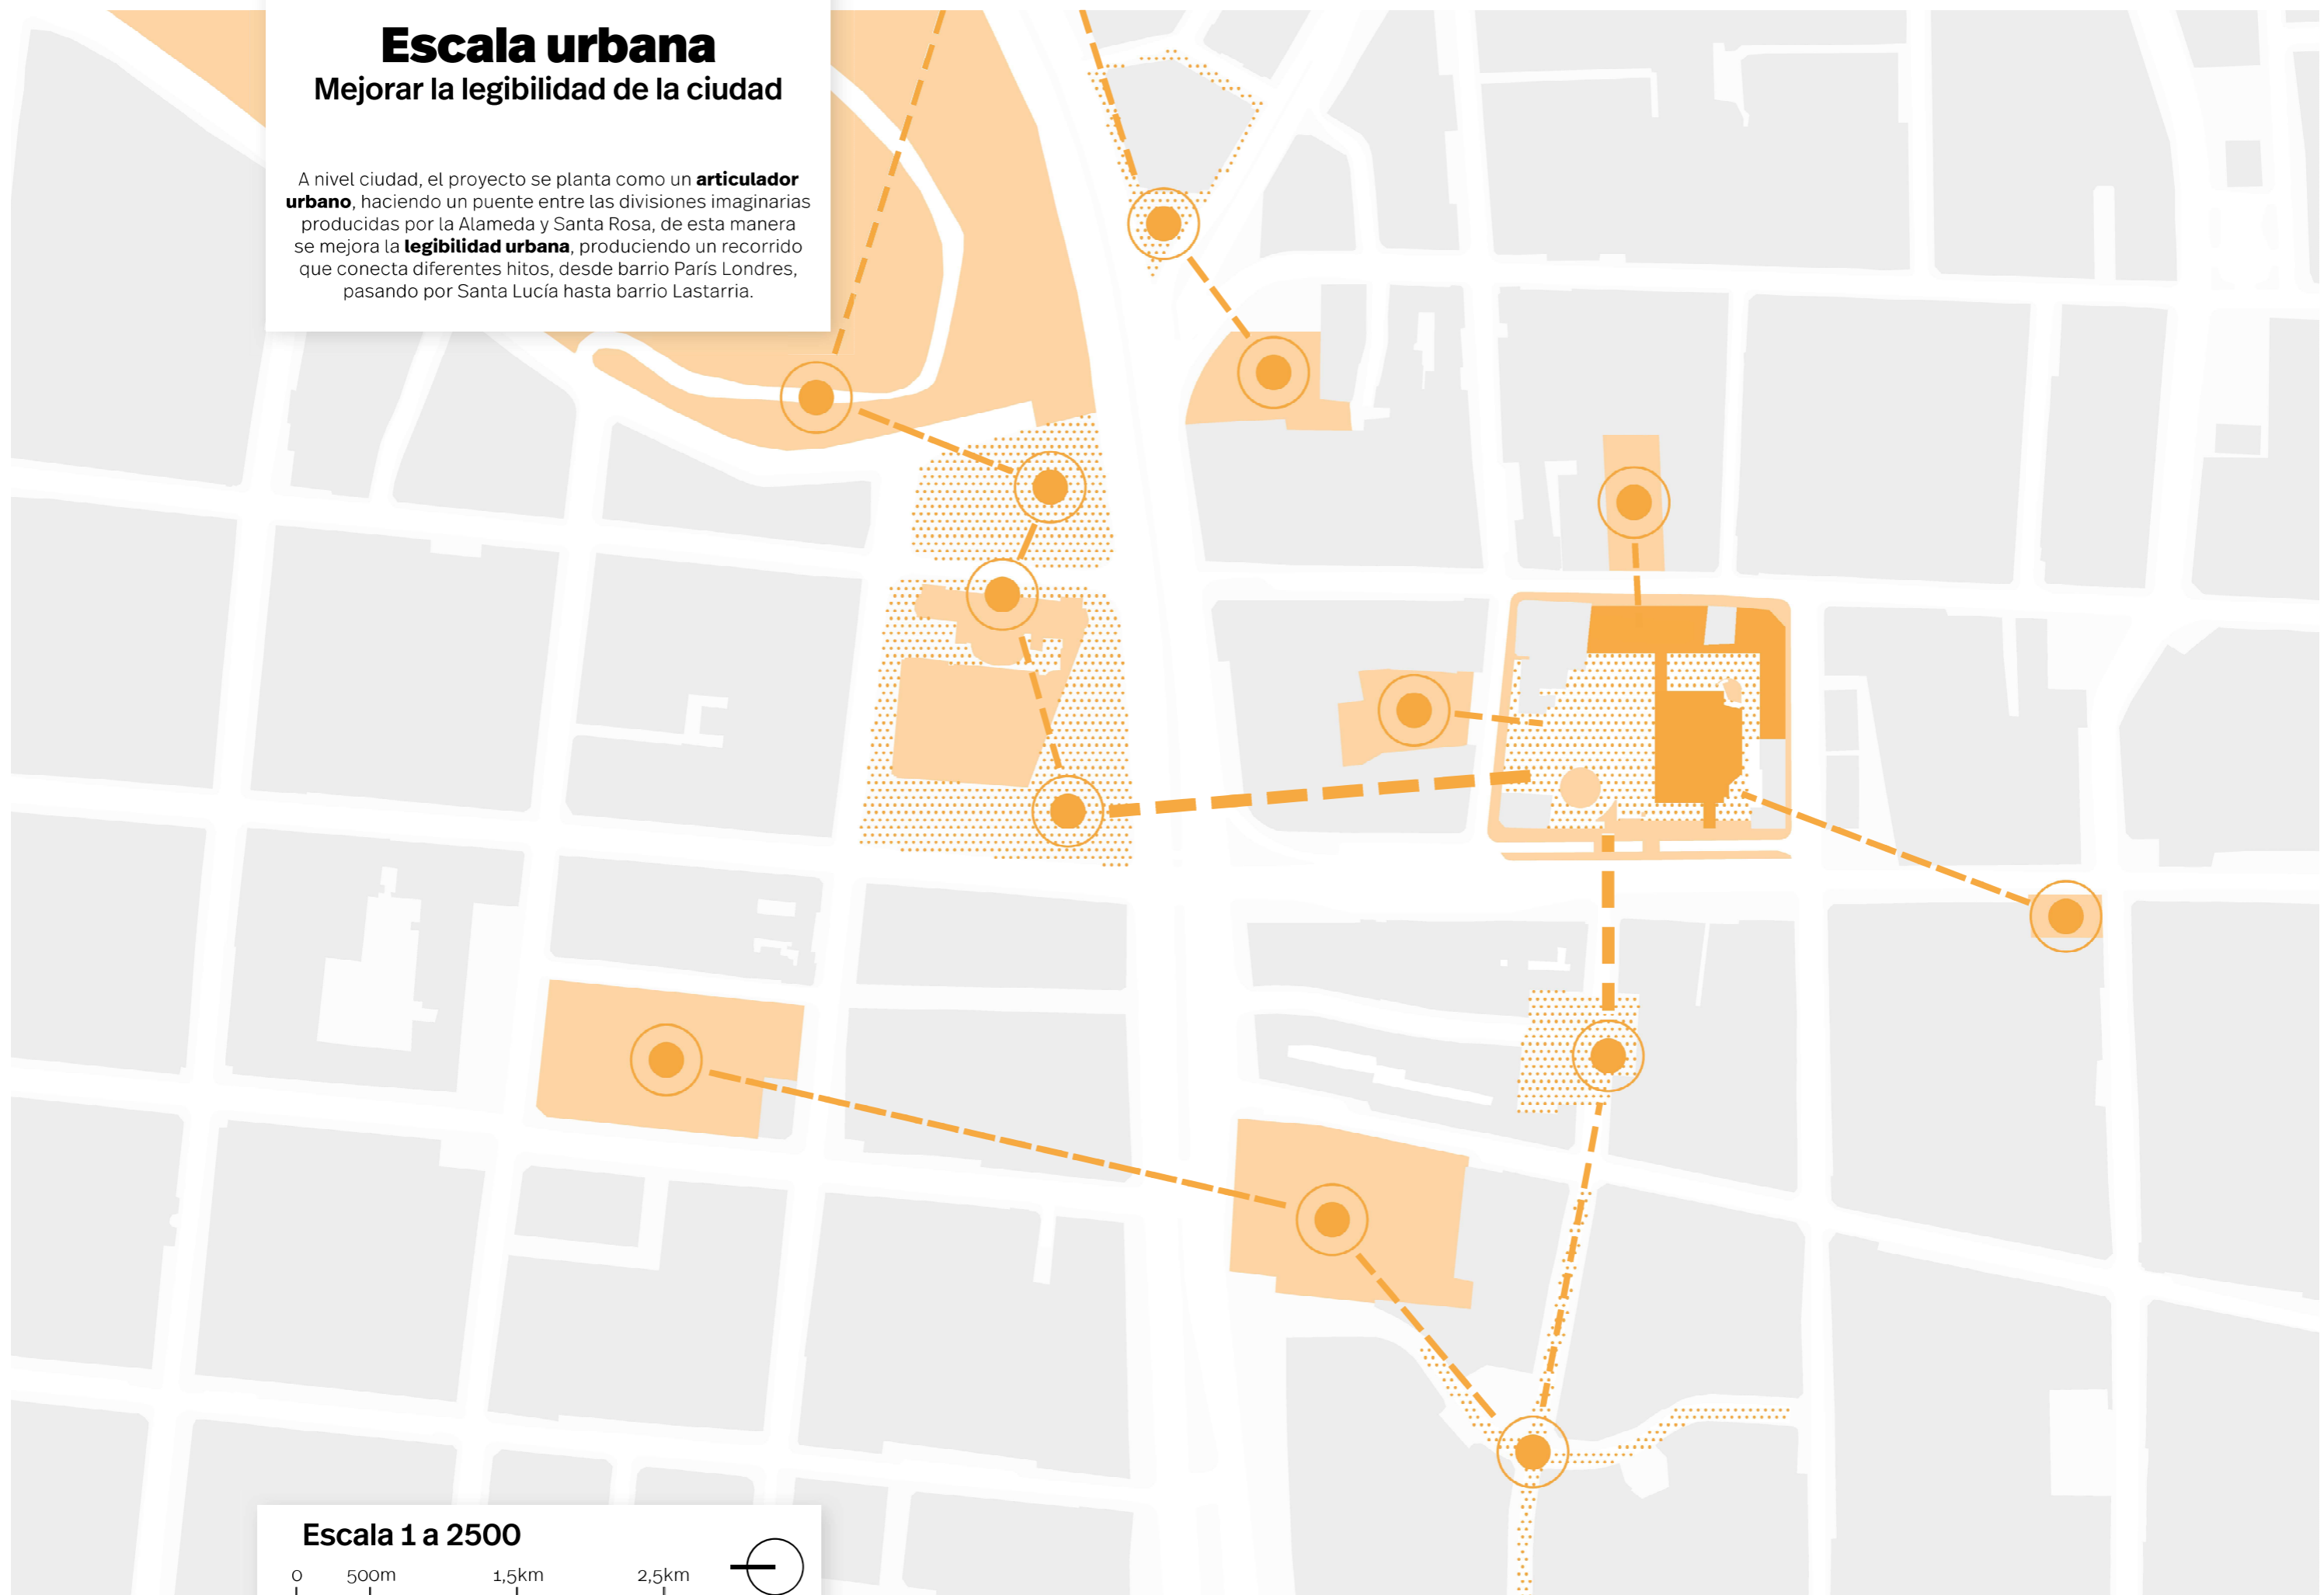 Escala urbana
Mejorar la legibilidad de la ciudad
A nivel ciudad, el proyecto se planta como un articulador
urbano, haciendo un puente entre las divisiones imaginarias
producidas por la Alameda y Santa Rosa, de esta manera
se mejora la legibilidad urbana, produciendo un recorrido
que conecta diferentes hitos, desde barrio París Londres,
pasando por Santa Lucía hasta barrio Lastarria.
Escala 1 a 2500
0 500m 1,5km 2,5km